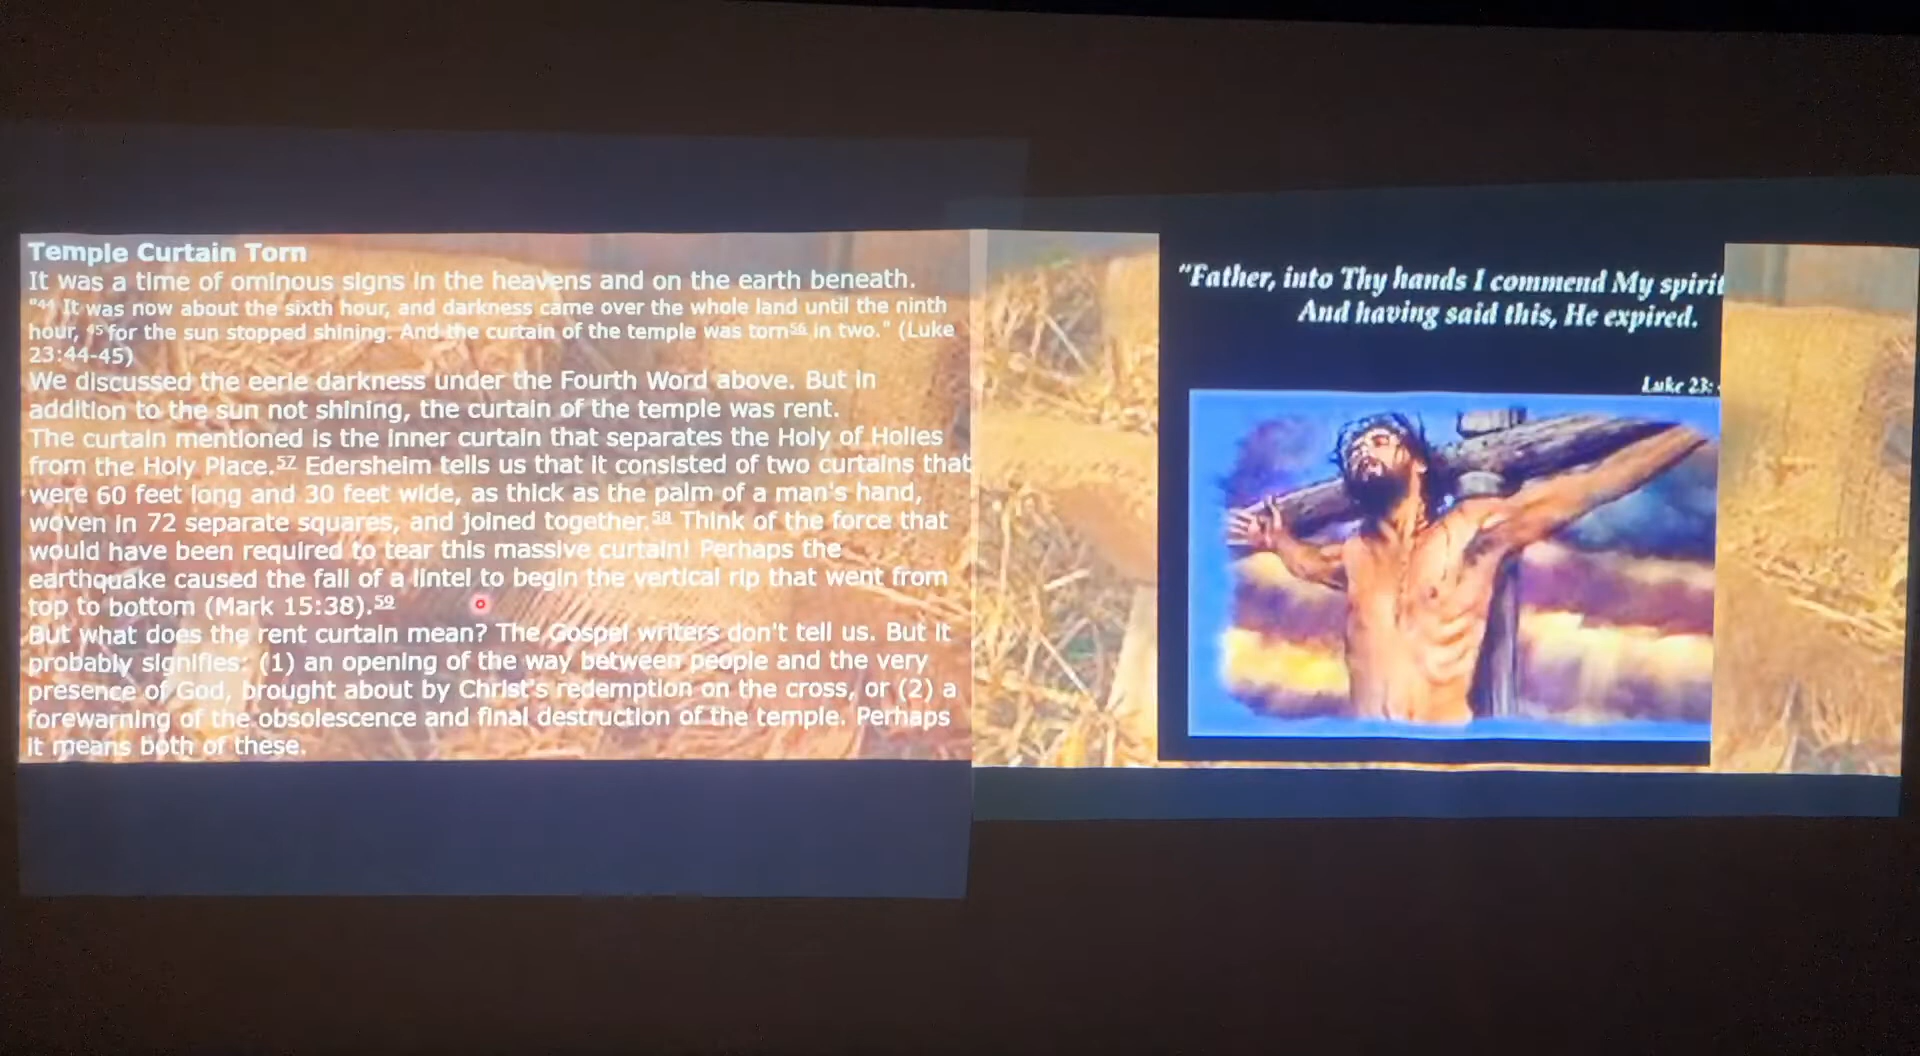 Temple Curtain Torn
It was a time of ominous signs in the heavens and on the earth beneath.
"44 It was now about the sixth hour, and darkness came over the whole land until the ninth
hour, 45 for the sun stopped shining. And the curtain of the temple was torn56 in two." (Luke
23:44-45)
We discussed the eerie darkness under the Fourth Word above. But in
addition to the sun not shining, the curtain of the temple was rent.
The curtain mentioned is the inner curtain that separates the Holy of Holies
from the Holy Place.57 Edersheim tells us that it consisted of two curtains that
were 60 feet long and 30 feet wide, as thick as the palm of a man's hand,
woven in 72 separate squares, and joined together.58 Think of the force that
would have been required to tear this massive curtain! Perhaps the
earthquake caused the fall of a lintel to begin the vertical rip that went from
top to bottom (Mark 15:38).59
But what does the rent curtain mean? The Gospel writers don't tell us. But it
probably signifies: (1) an opening of the way between people and the very
presence of God, brought about by Christ's redemption on the cross, or (2) a
forewarning of the obsolescence and final destruction of the temple. Perhaps
it means both of these.
"Father, into Thy hands I commend My spirit
And having said this, He expired.
Luke 23: